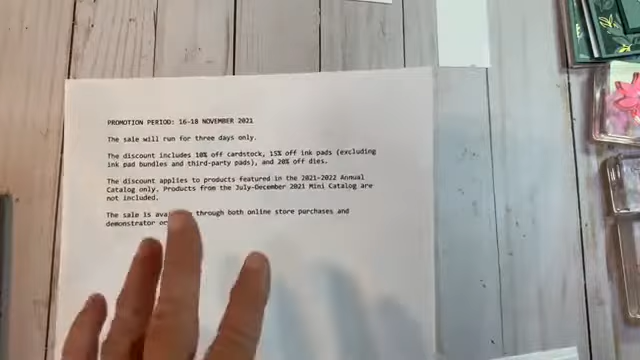 PROMOTION PERIOD: 16-18 NOVEMBER 2021
The sale will run for three days only.
The discount includes 10% off cardstock, 15% off ink pads (excluding
ink pad bundles and third-party pads), and 20% off dies.
The discount applies to products featured in the 2021-2022 Annual
Catalog only. Products from the July-December 2021 Mini Catalog are
not included.
The sale is through both online store purchases and
demonstrator